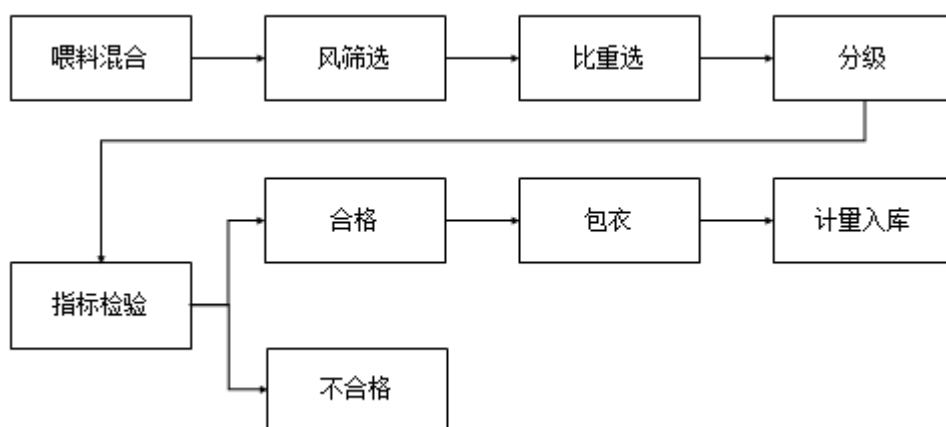 喂料混合
风筛选
比重选
分级
合格
包衣
计量入库
指标检验
不合格